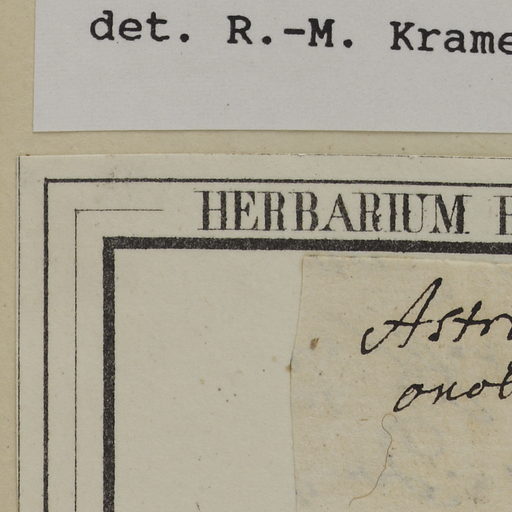 det. R.-M. Krame
HERBARIUM
Astr
onob